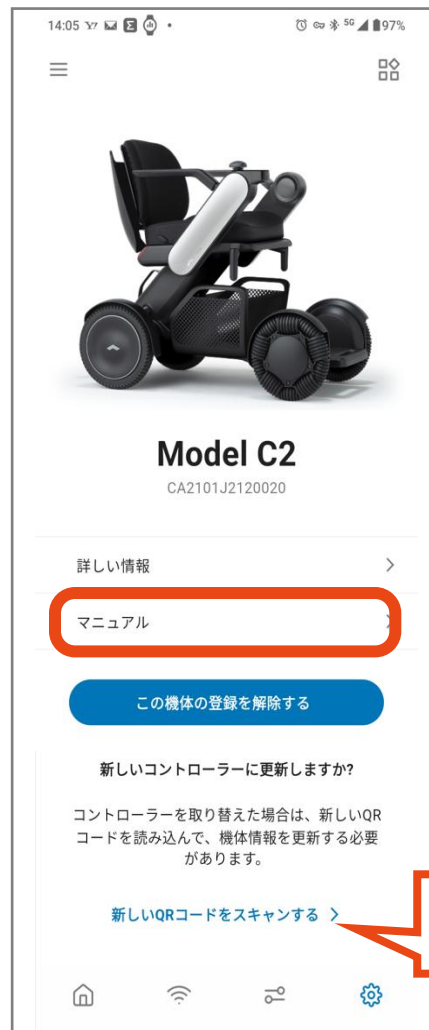 14:05
5G 97%
Model C2
CA2101J2120020
詳しい情報
マニュアル
この機体の登録を解除する
新しいコントローラーに更新しますか?
コントローラーを取り替えた場合は、新しいQR
コードを読み込んで、機体情報を更新する必要
があります。
新しいQRコードをスキャンする